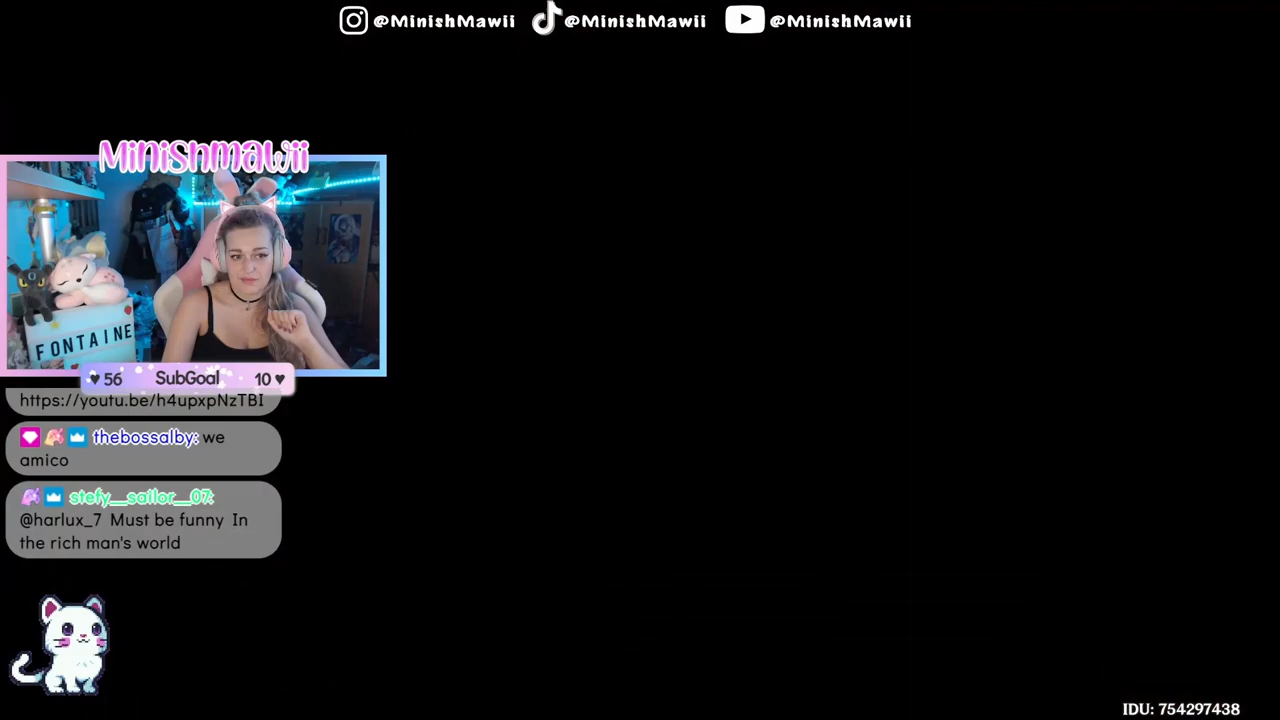 @MinishMawii @MinishMawii @MinishMawii
MiniShmawii
FONTAINE
♥ 56 SubGoal 10 ♥
https://youtu.be/h4upxpNzTBI
thebossalby: we
amico
stefy__sailor__07:
@harlux_7 Must be funny In
the rich man's world
IDU: 754297438